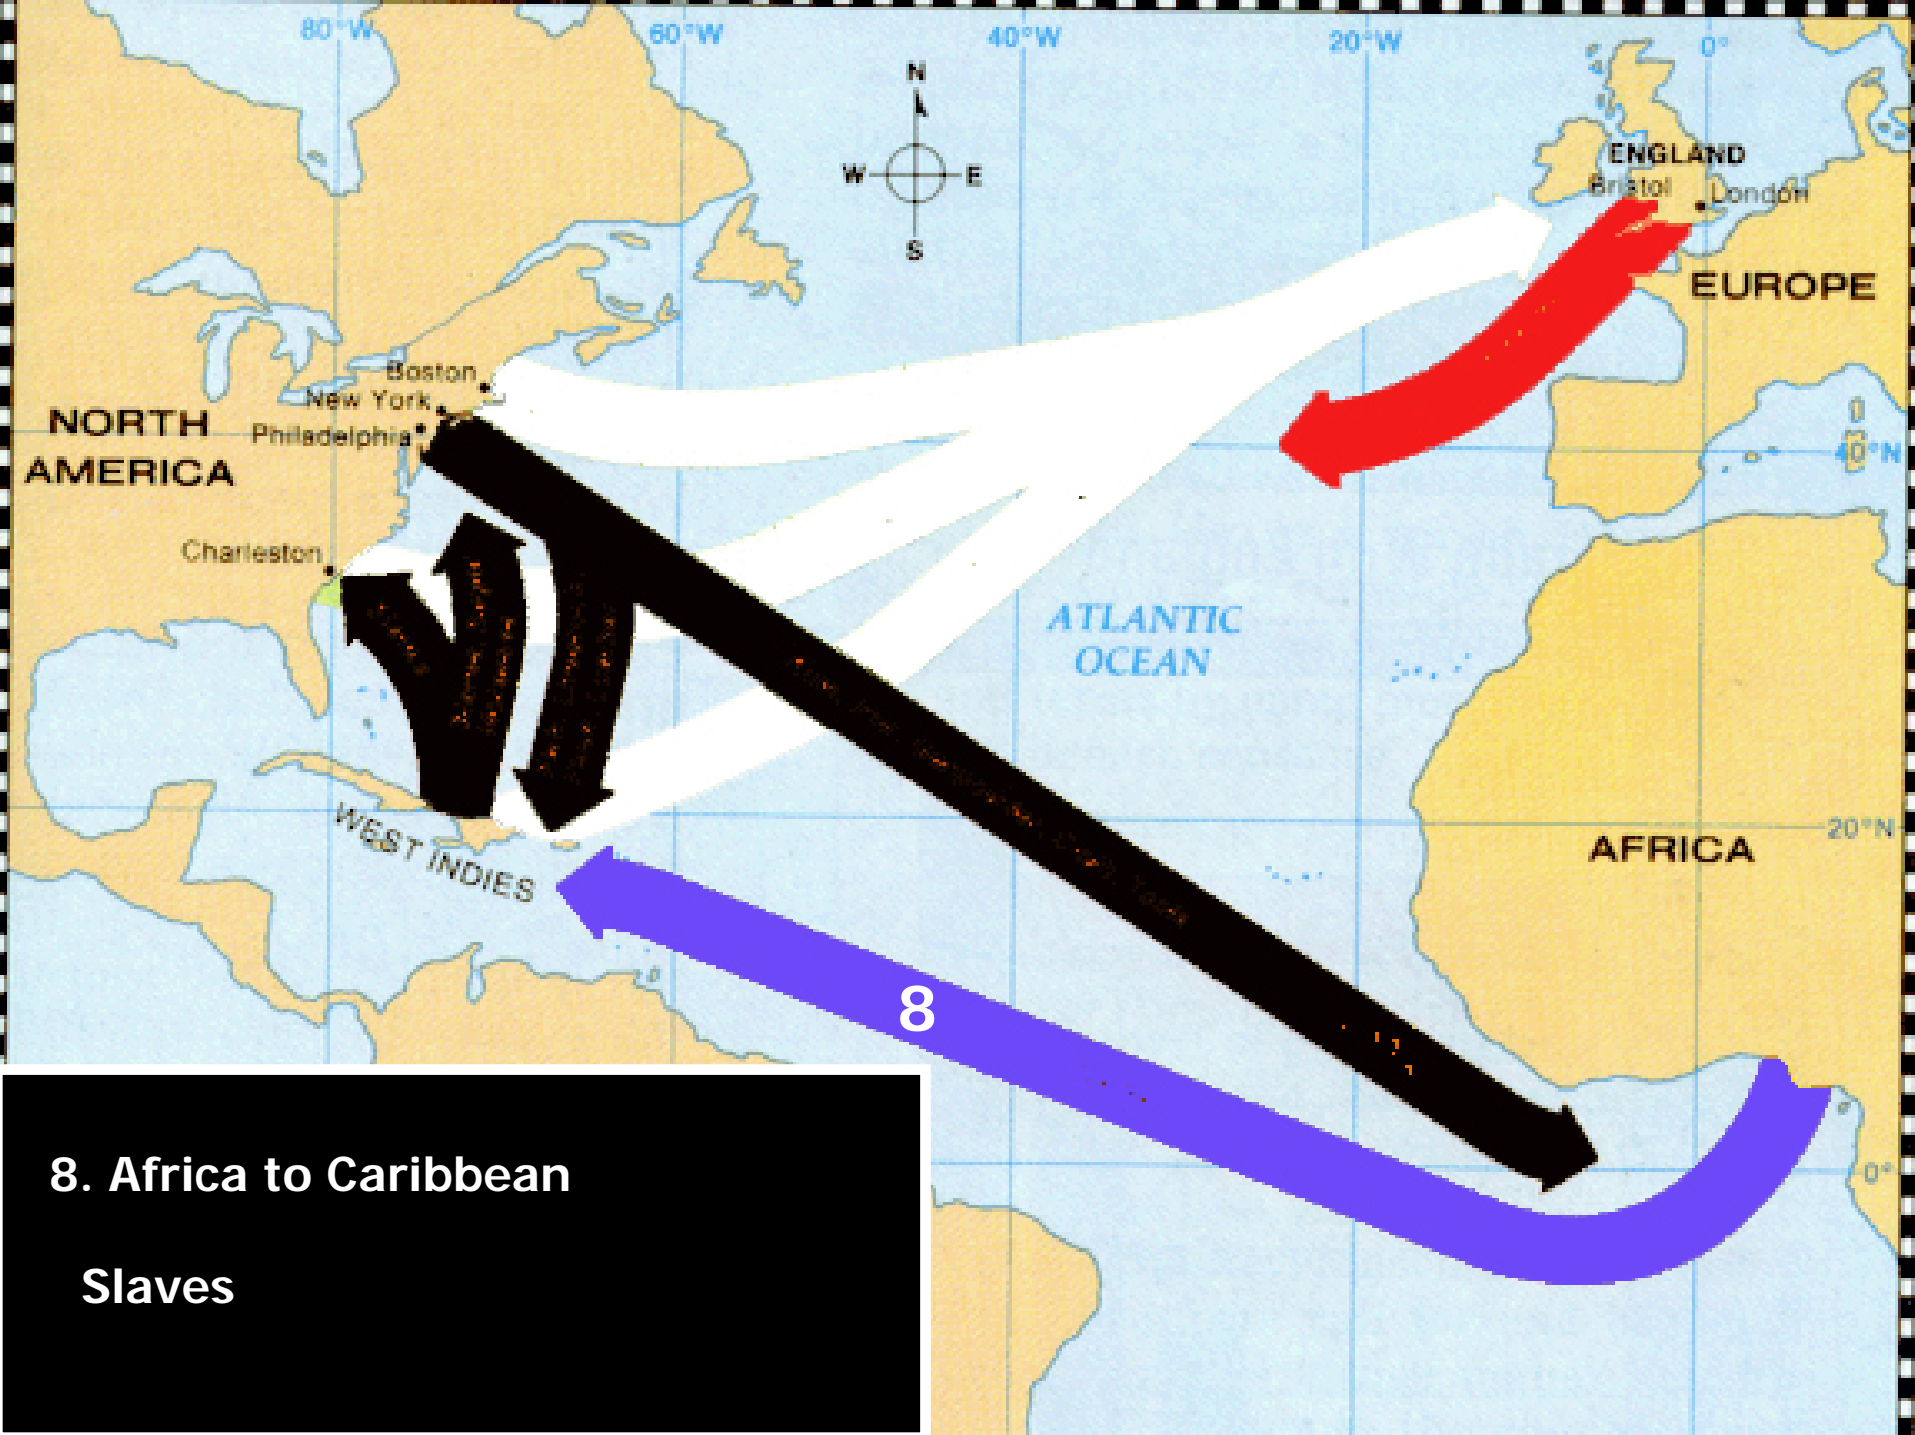 80°W
60°W
40°W
20°W
0°
N
W
E
S
ENGLAND
Bristol
London
EUROPE
Boston
New York
Philadelphia
NORTH
AMERICA
40°N
Charleston
ATLANTIC
OCEAN
WEST INDIES
20°N
AFRICA
8
0°
8. Africa to Caribbean
Slaves